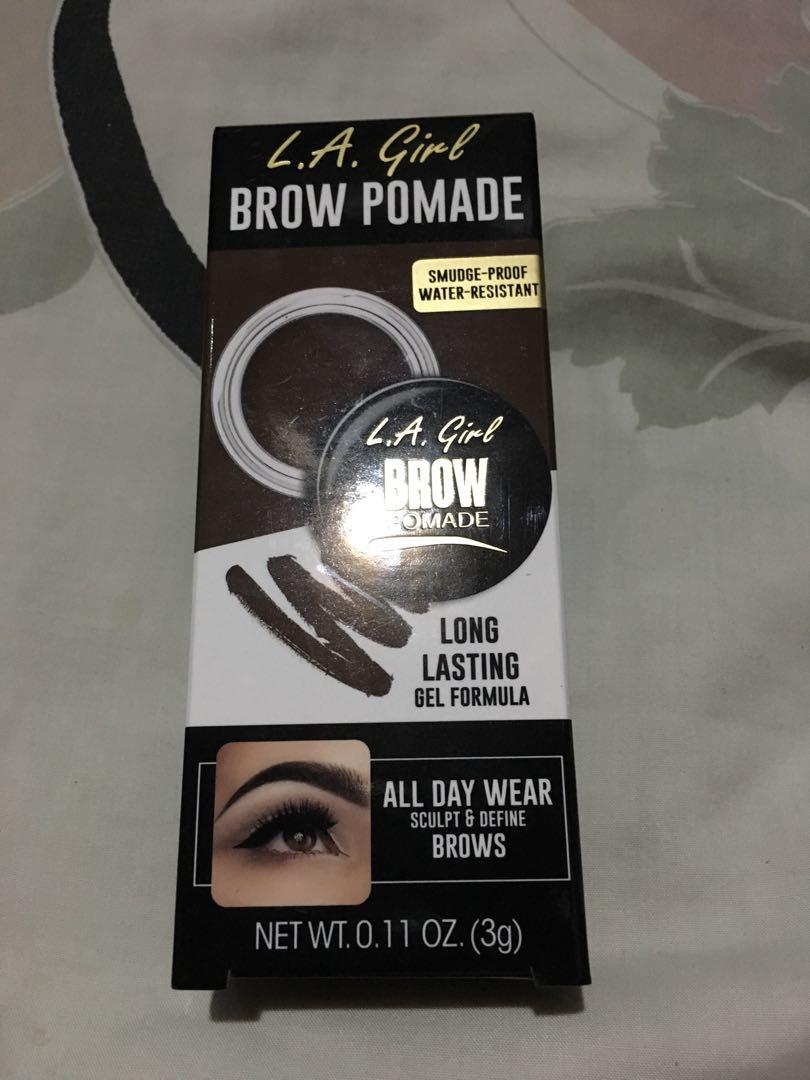 L.A. Girl
BROW POMADE
SMUDGE-PROOF
WATER-RESISTANT
L.A. Girl
BROW
POMADE
LONG
LASTING
GEL FORMULA
ALL DAY WEAR
SCULPT & DEFINE
BROWS
NET WT. 0.11 OZ. (3g)